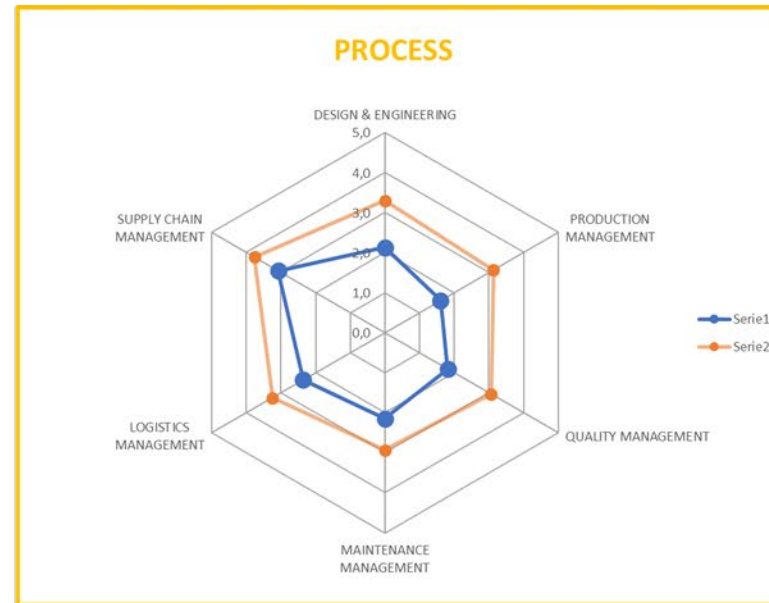 PROCESS
DESIGN & ENGINEERING
5,0
4,0
3,0
2,0
1,0
0,0
SUPPLY CHAIN
MANAGEMENT
PRODUCTION
MANAGEMENT
Serie1
Serie2
LOGISTICS
MANAGEMENT
QUALITY MANAGEMENT
MAINTENANCE
MANAGEMENT